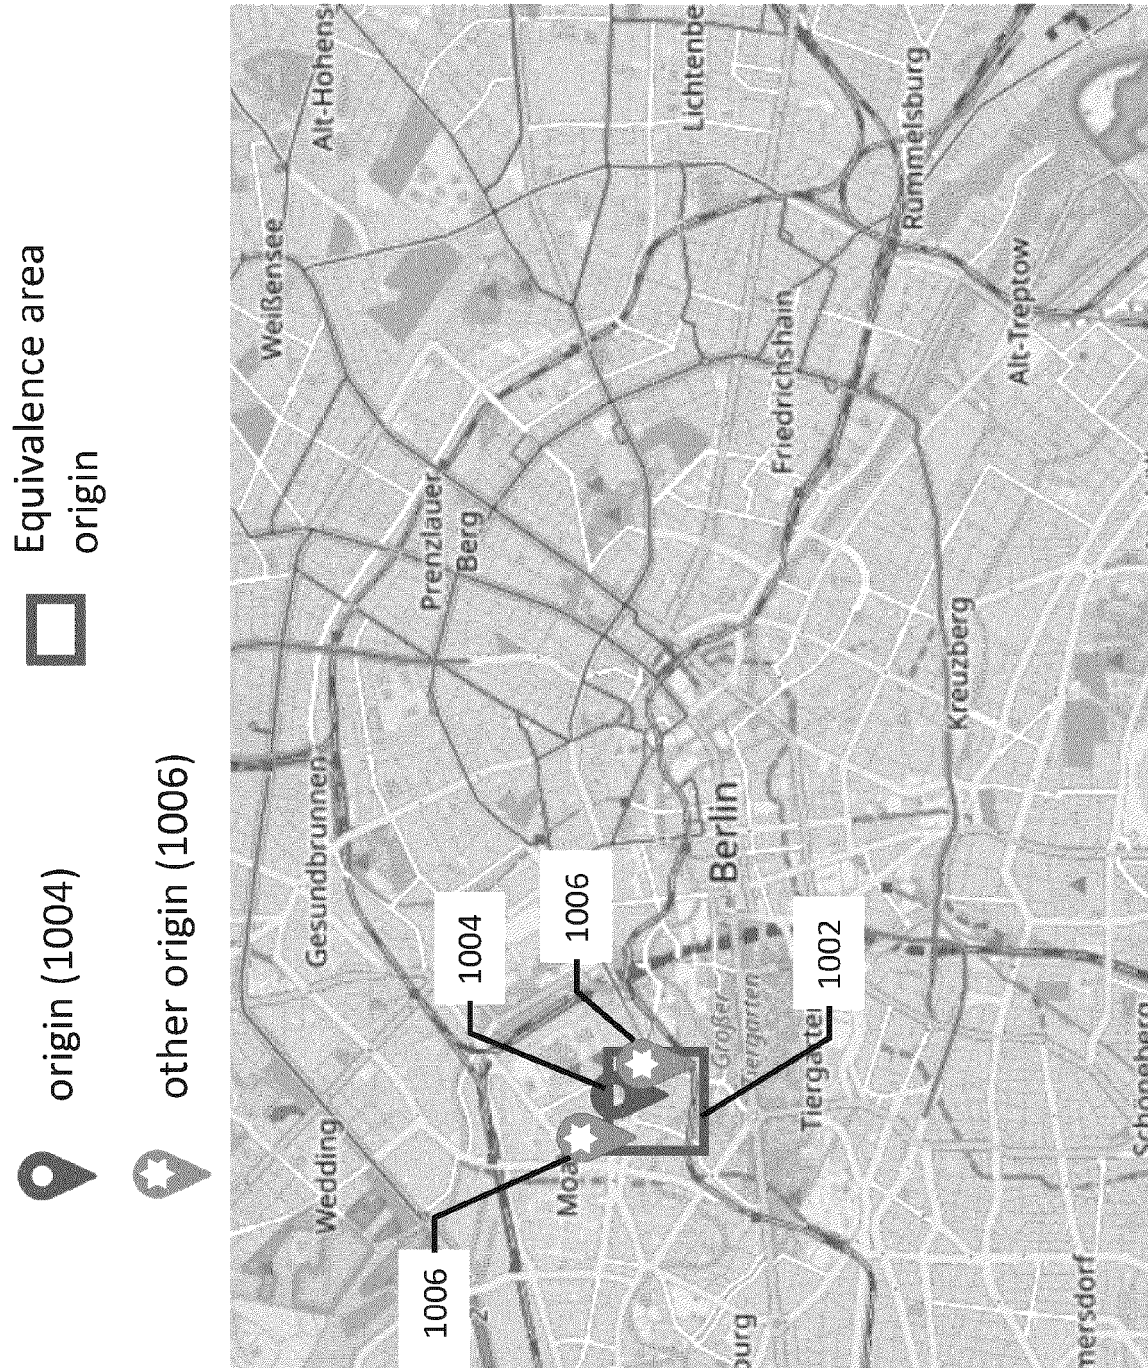 origin (1004)
Equivalence area
origin
other origin (1006)
Weißensee
Gesundbrunnen
Wedding
Alt-Hohens
Prenzlauer
Berg
1006
1004
Moa
1006
Lichtenbe
Berlin
Großer
iergarten
burg
Friedrichshain
Tiergarten
1002
Rummelsburg
Kreuzberg
Alt-Treptow
mersdorf
Schöneberg